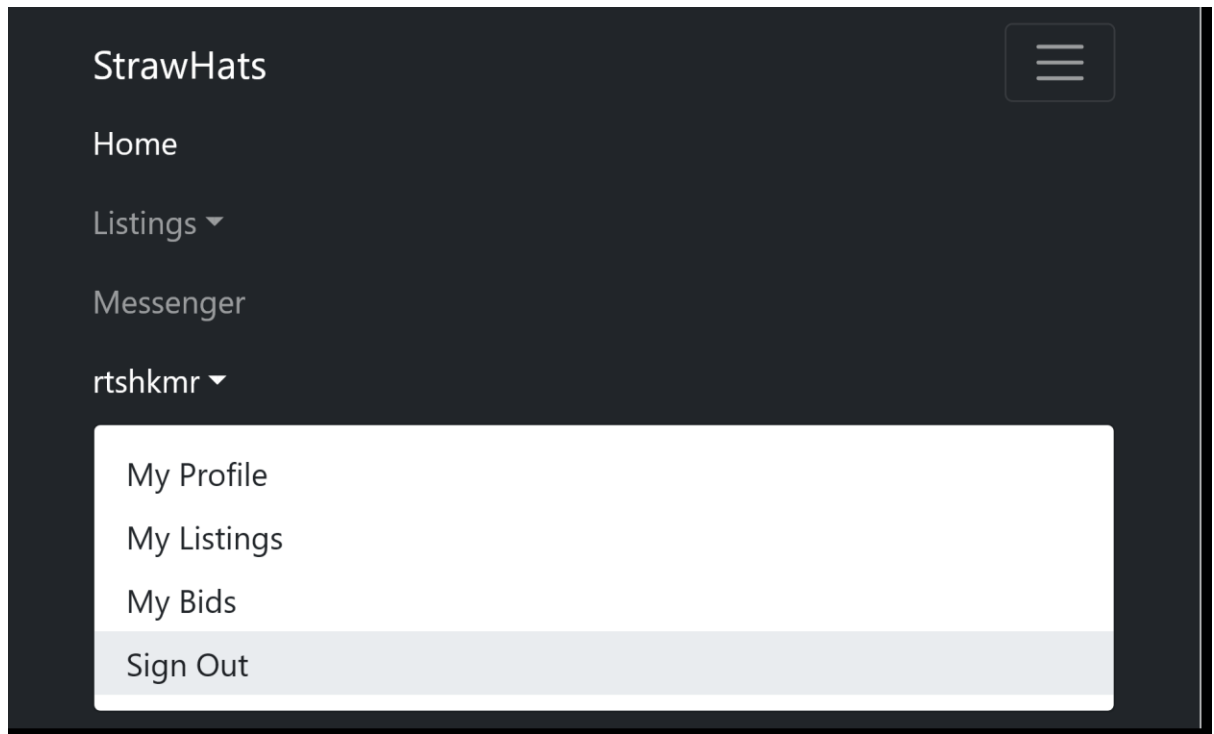 StrawHats
Home
Listings
Messenger
rtshkmr
My Profile
My Listings
My Bids
Sign Out